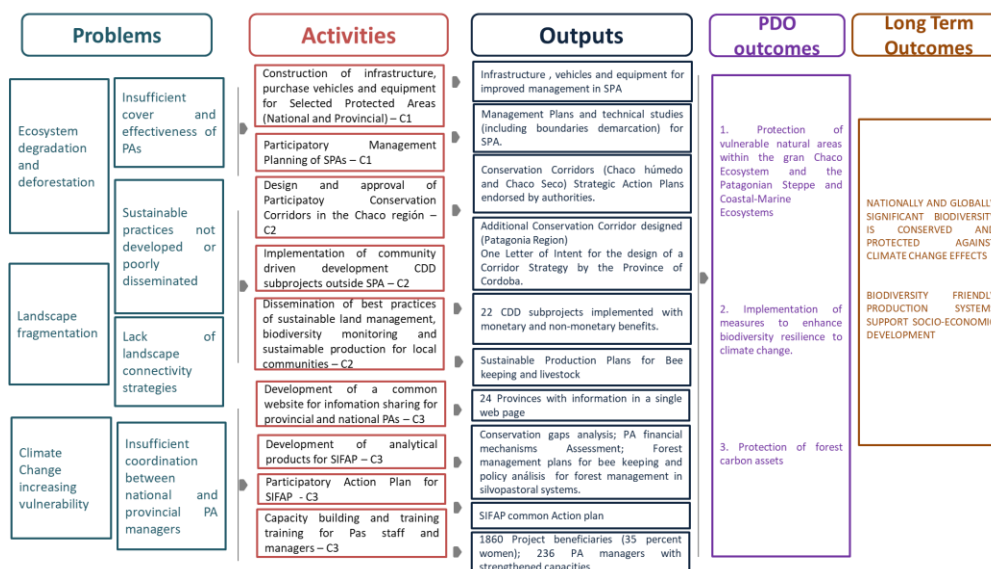 Problems
Activities
Outputs
PDO
outcomes
Long Term
Outcomes
Ecosystem
degradation
and
deforestation
Landscape
fragmentation
Climate
Change
increasing
vulnerability
Insufficient
cover and
effectiveness of
PAs
Sustainable
practices not
developed or
poorly
disseminated
Lack of
landscape
connectivity
strategies
Insufficient
coordination
between
national and
provincial PA
managers
Construction of infrastructure,
purchase vehicles and equipment
for Selected Protected Areas
(National and Provincial) – C1
Participatory Management
Planning of SPAs – C1
Design and approval of
Participatoy Conservation
Corridors in the Chaco región –
C2
Implementation of community
driven development CDD
subprojects outside SPA – C2
Dissemination of best practices
of sustainable land management,
biodiversity monitoring and
sustainable production for local
communities – C2
Development of a common
website for infomation sharing for
provincial and national PAs – C3
Development of analytical
products for SIFAP – C3
Participatory Action Plan for
SIFAP - C3
Capacity building and training
training for Pas staff and
managers – C3
Infrastructure , vehicles and equipment for
improved management in SPA
Management Plans and technical studies
(including boundaries demarcation) for
SPA.
Conservation Corridors (Chaco húmedo
and Chaco Seco) Strategic Action Plans
endorsed by authorities.
Additional Conservation Corridor designed
(Patagonia Region)
One Letter of Intent for the design of a
Corridor Strategy by the Province of
Cordoba.
22 CDD subprojects implemented with
monetary and non-monetary benefits.
Sustainable Production Plans for Bee
keeping and livestock
24 Provinces with information in a single
web page
Conservation gaps analysis; PA financial
mechanisms Assessment; Forest
management plans for bee keeping and
policy análisis for forest management in
silvopastoral systems.
SIFAP common Action plan
1860 Project beneficiaries (35 percent
women); 236 PA managers with
strengthened capacities
1. Protection of
vulnerable natural areas
within the gran Chaco
Ecosystem and the
Patagonian Steppe and
Coastal-Marine
Ecosystems
2. Implementation of
measures to enhance
biodiversity resilience to
climate change.
3. Protection of forest
carbon assets
NATIONALLY AND GLOBALLY
SIGNIFICANT BIODIVERSITY
IS CONSERVED AND
PROTECTED AGAINST
CLIMATE CHANGE EFFECTS
BIODIVERSITY FRIENDLY
PRODUCTION SYSTEMS
SUPPORT SOCIO-ECONOMIC
DEVELOPMENT